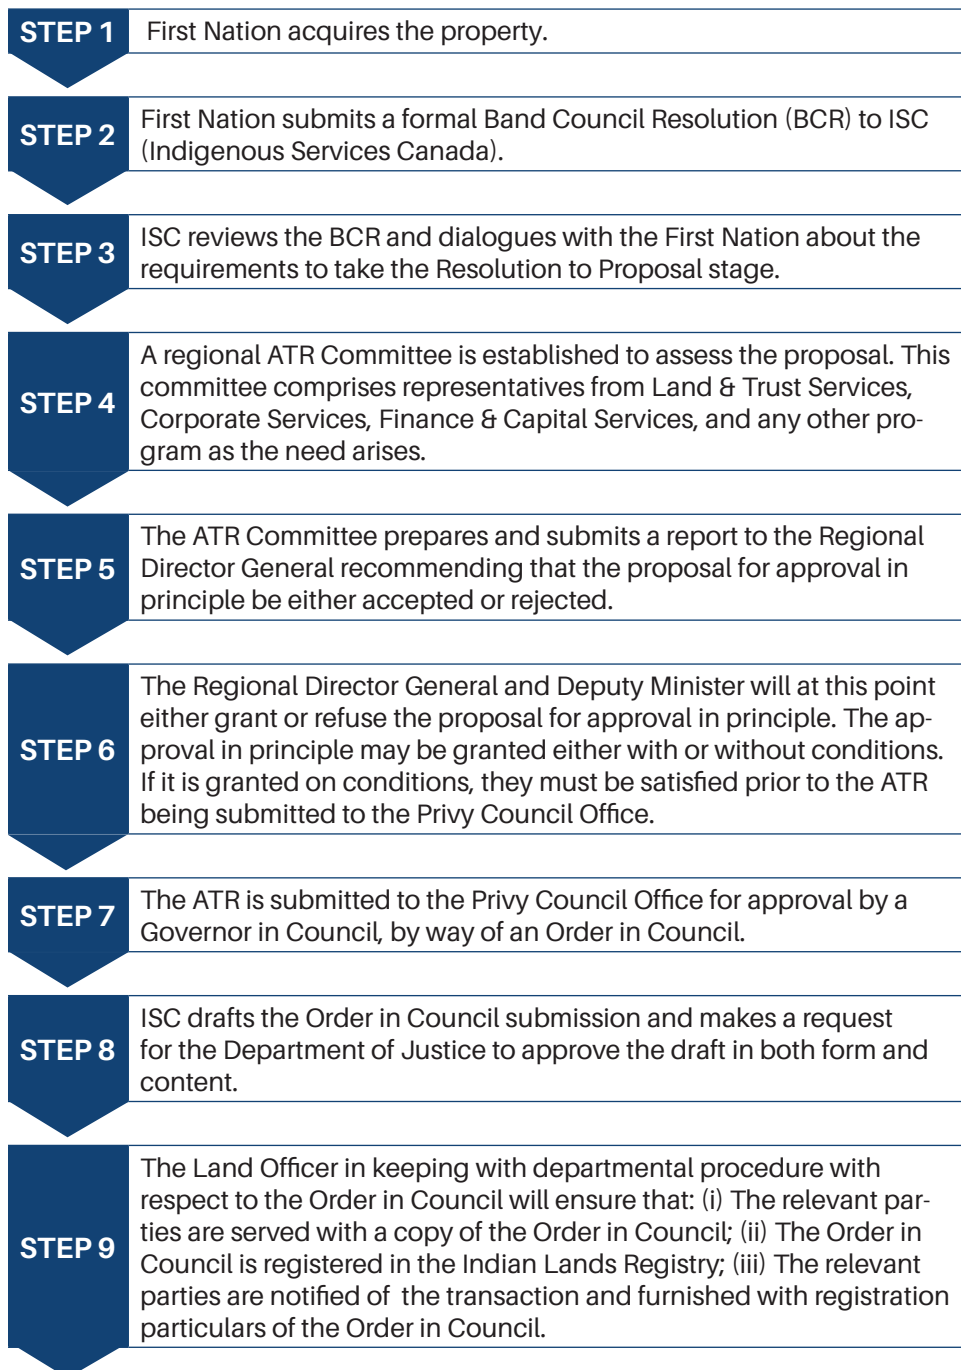 STEP 1
First Nation acquires the property.
STEP 2
First Nation submits a formal Band Council Resolution (BCR) to ISC
(Indigenous Services Canada).
STEP 3
ISC reviews the BCR and dialogues with the First Nation about the
requirements to take the Resolution to Proposal stage.
STEP 4
A regional ATR Committee is established to assess the proposal. This
committee comprises representatives from Land & Trust Services,
Corporate Services, Finance & Capital Services, and any other pro-
gram as the need arises.
STEP 5
The ATR Committee prepares and submits a report to the Regional
Director General recommending that the proposal for approval in
principle be either accepted or rejected.
STEP 6
The Regional Director General and Deputy Minister will at this point
either grant or refuse the proposal for approval in principle. The ap-
proval in principle may be granted either with or without conditions.
If it is granted on conditions, they must be satisfied prior to the ATR
being submitted to the Privy Council Office.
STEP 7
The ATR is submitted to the Privy Council Office for approval by a
Governor in Council, by way of an Order in Council.
STEP 8
ISC drafts the Order in Council submission and makes a request
for the Department of Justice to approve the draft in both form and
content.
STEP 9
The Land Officer in keeping with departmental procedure with
respect to the Order in Council will ensure that: (i) The relevant par-
ties are served with a copy of the Order in Council; (ii) The Order in
Council is registered in the Indian Lands Registry; (iii) The relevant
parties are notified of the transaction and furnished with registration
particulars of the Order in Council.